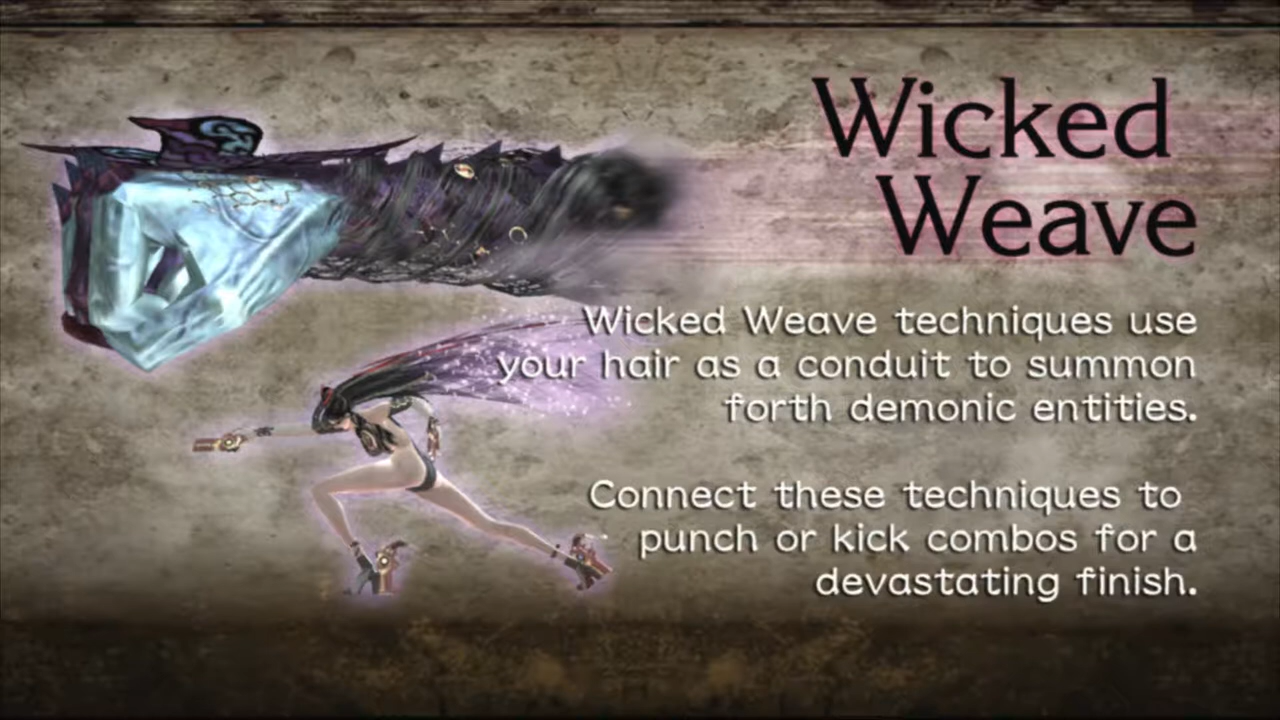 Wicked
Weave
Wicked Weave techniques use
your hair as a conduit to summon
forth demonic entities.
Connect these techniques to
punch or kick combos for a
devastating finish.